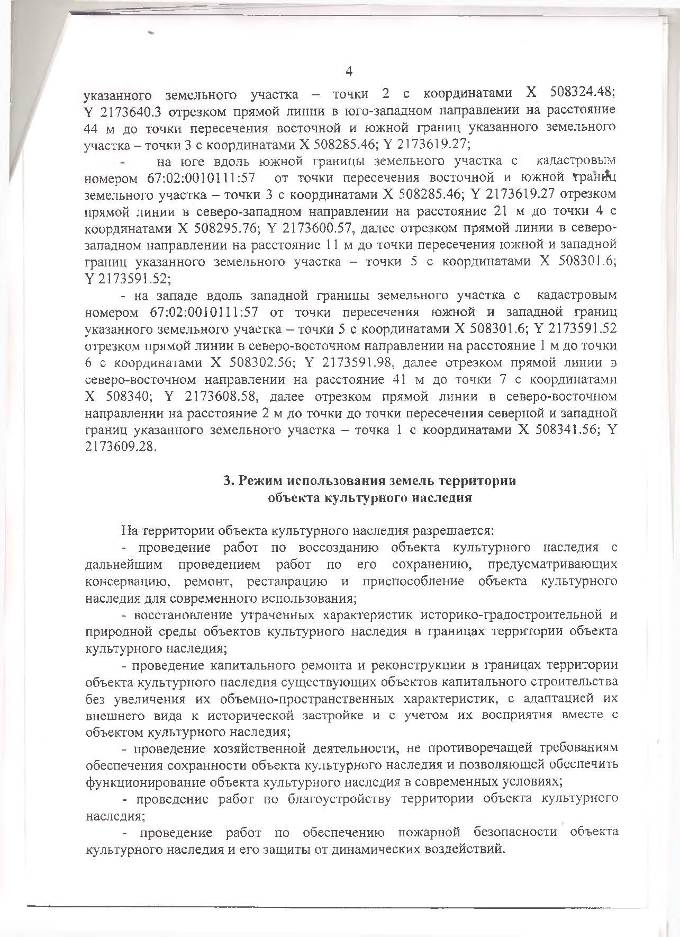 4
указанного земельного участка – точки 2 с координатами X 508324.48;
Y 2173640.3 отрезком прямой линии в юго-западном направлении на расстояние
44 м до точки пересечения восточной и южной границ указанного земельного
участка – точки 3 с координатами X 508285.46; Y 2173619.27;
- на юге вдоль южной границы земельного участка с кадастровым
номером 67:02:0010111:57 от точки пересечения восточной и южной границ
земельного участка – точки 3 с координатами X 508285.46; Y 2173619.27 отрезком
прямой линии в северо-западном направлении на расстояние 21 м до точки 4 с
координатами X 508295.76; Y 2173600.57, далее отрезком прямой линии в северо-
западном направлении на расстояние 11 м до точки пересечения южной и западной
границ указанного земельного участка – точки 5 с координатами X 508301.6;
Y 2173591.52;
- на западе вдоль западной границы земельного участка с кадастровым
номером 67:02:0010111:57 от точки пересечения южной и западной границ
указанного земельного участка – точки 5 с координатами X 508301.6; Y 2173591.52
отрезком прямой линии в северо-восточном направлении на расстояние 1 м до точки
6 с координатами X 508302.56; Y 2173591.98, далее отрезком прямой линии в
северо-восточном направлении на расстояние 41 м до точки 7 с координатами
X 508340; Y 2173608.58, далее отрезком прямой линии в северо-восточном
направлении на расстояние 2 м до точки до точки пересечения северной и западной
границ указанного земельного участка – точка 1 с координатами X 508341.56; Y
2173609.28.
3. Режим использования земель территории
объекта культурного наследия
На территории объекта культурного наследия разрешается:
- проведение работ по воссозданию объекта культурного наследия с
дальнейшим проведением работ по его сохранению, предусматривающих
консервацию, ремонт, реставрацию и приспособление объекта культурного
наследия для современного использования;
- восстановление утраченных характеристик историко-градостроительной и
природной среды объектов культурного наследия в границах территории объекта
культурного наследия;
- проведение капитального ремонта и реконструкции в границах территории
объекта культурного наследия существующих объектов капитального строительства
без увеличения их объемно-пространственных характеристик, с адаптацией их
внешнего вида к исторической застройке и с учетом их восприятия вместе с
объектом культурного наследия;
- проведение хозяйственной деятельности, не противоречащей требованиям
обеспечения сохранности объекта культурного наследия и позволяющей обеспечить
функционирование объекта культурного наследия в современных условиях;
- проведение работ по благоустройству территории объекта культурного
наследия;
- проведение работ по обеспечению пожарной безопасности объекта
культурного наследия и его защиты от динамических воздействий.